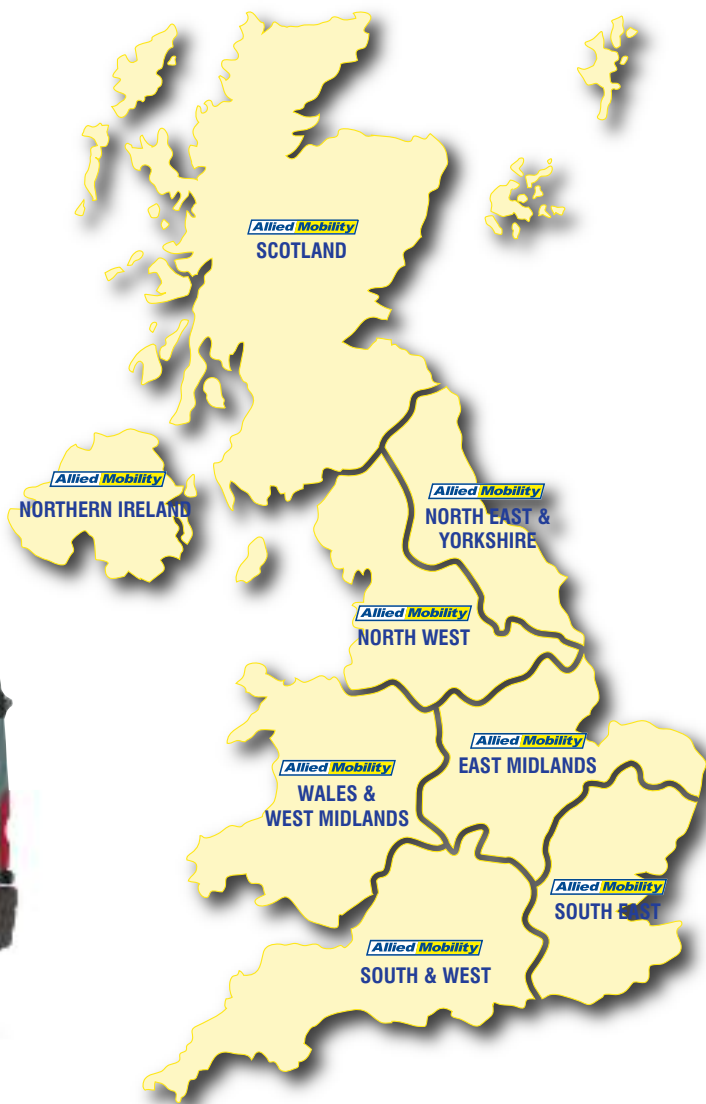 Allied Mobility
SCOTLAND
Allied Mobility
NORTHERN IRELAND
Allied Mobility
NORTH EAST &
YORKSHIRE
Allied Mobility
NORTH WEST
Allied Mobility
EAST MIDLANDS
Allied Mobility
WALES &
WEST MIDLANDS
Allied Mobility
SOUTH EAST
Allied Mobility
SOUTH & WEST